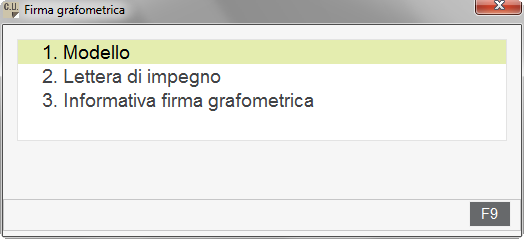 C.U. Firma grafometrica
1. Modello
2. Lettera di impegno
3. Informativa firma grafometrica
F9